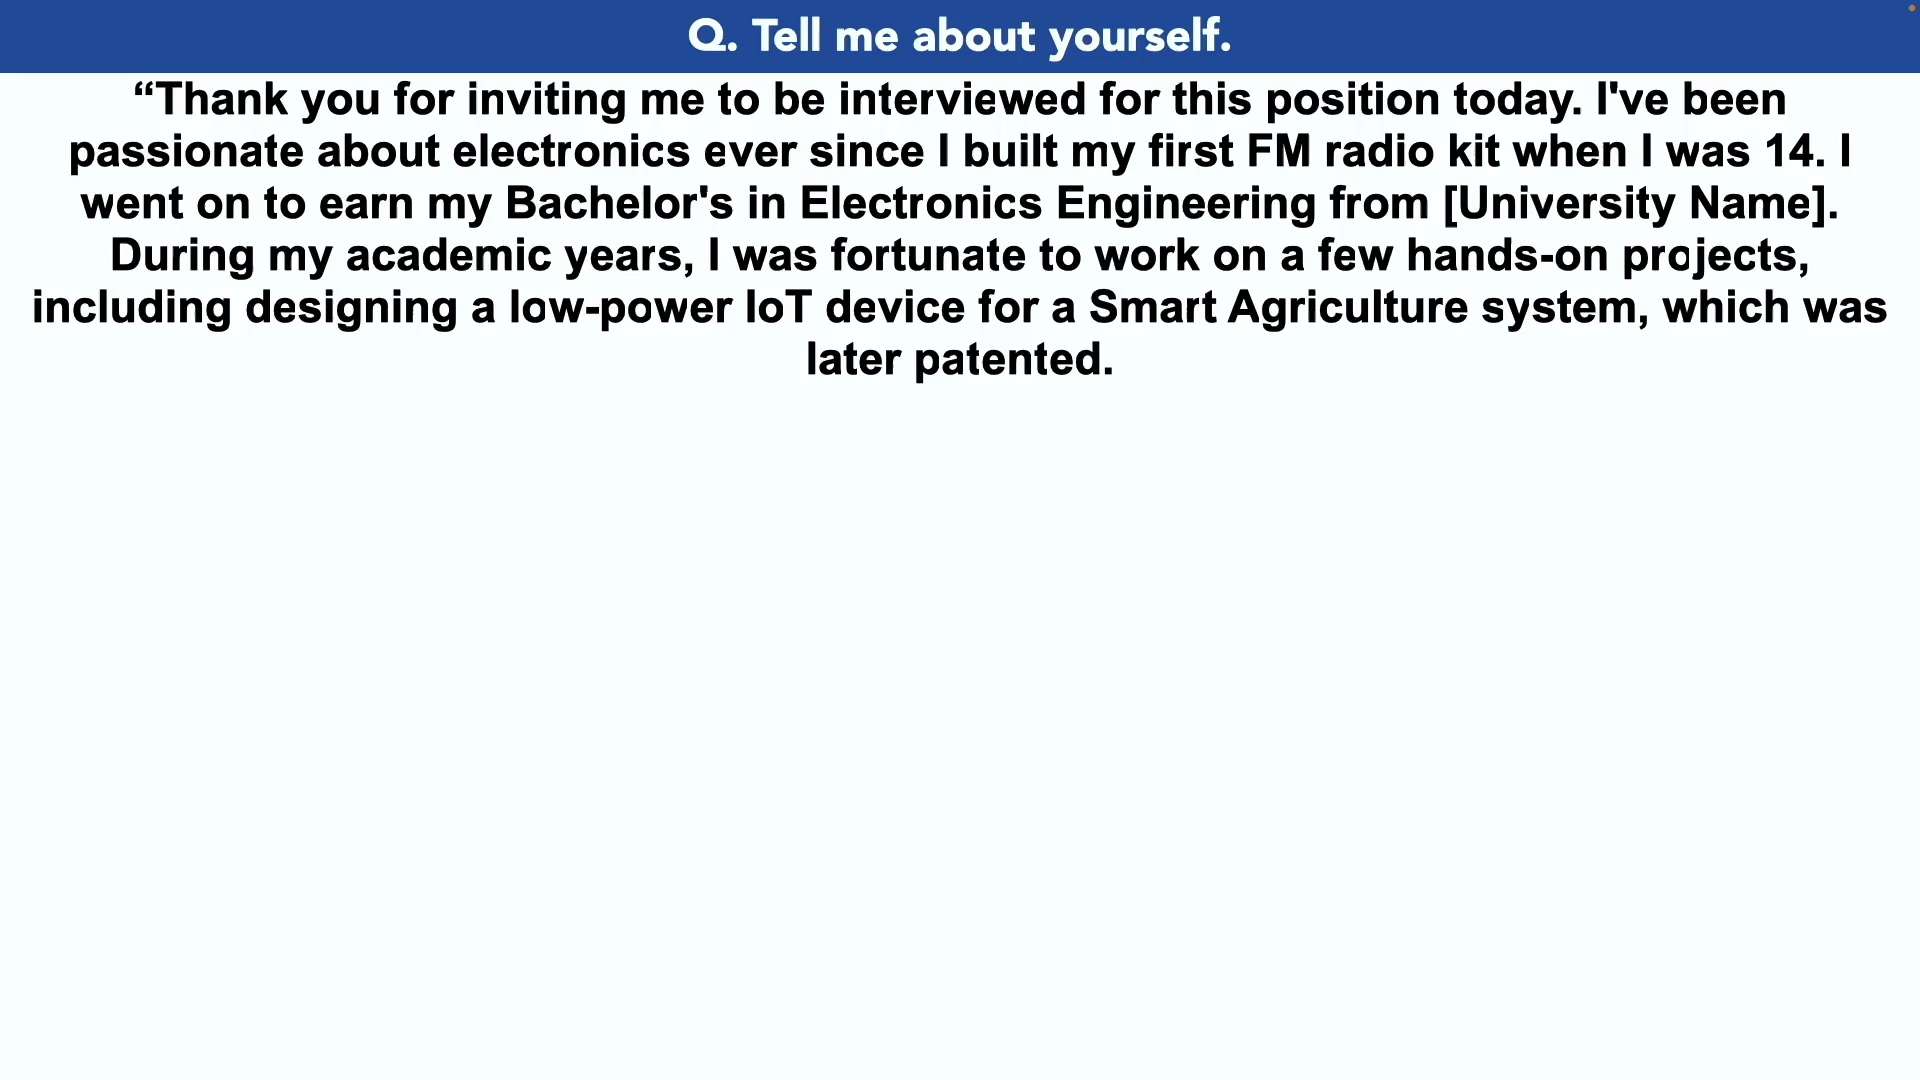 Q. Tell me about yourself.
“Thank you for inviting me to be interviewed for this position today. I've been
passionate about electronics ever since I built my first FM radio kit when I was 14. I
went on to earn my Bachelor's in Electronics Engineering from [University Name].
During my academic years, I was fortunate to work on a few hands-on projects,
including designing a low-power IoT device for a Smart Agriculture system, which was
later patented.